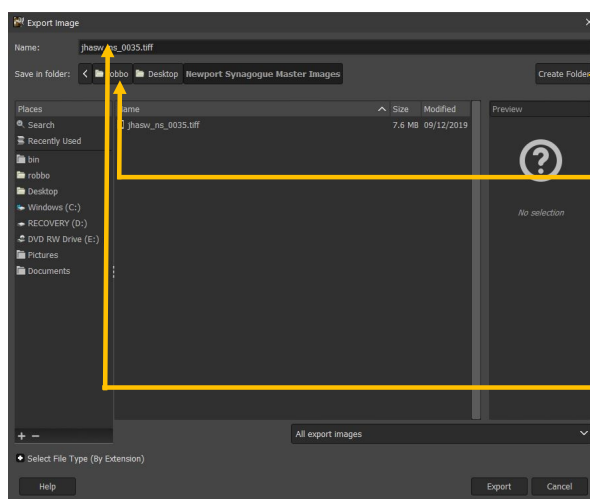 Export Image
Name: jhasw_ns_0035.tiff
Save in folder: robbo Desktop Newport Synagogue Master Images Create Folder
Places Name Size Modified Preview
Search jhasw_ns_0035.tiff 7.6 MB 09/12/2019
Recently Used
bin
robbo
Desktop
Windows (C:)
RECOVERY (D:)
DVD RW Drive (E:)
Pictures
Documents
No selection
All export images
Select File Type (By Extension)
Help Export Cancel